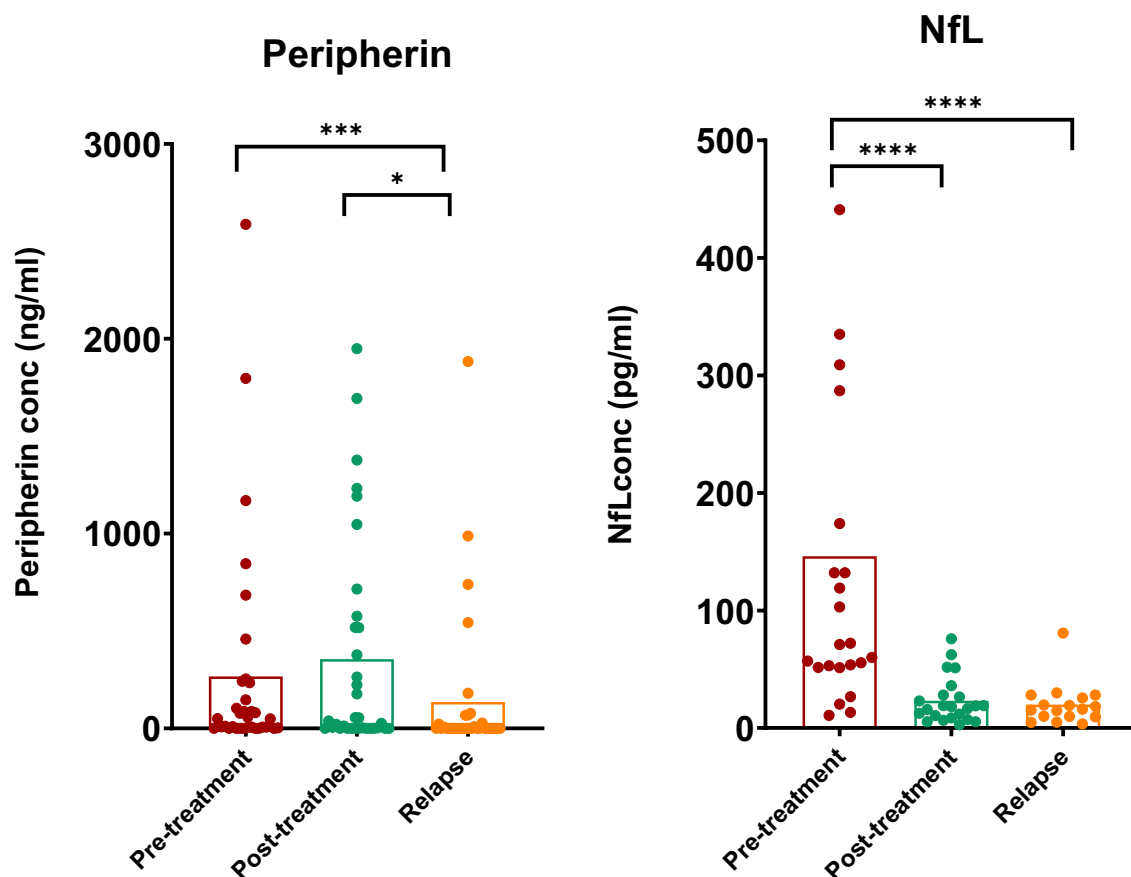 Peripherin
Peripherin conc (ng/ml)
3000
2000
1000
0
***
*
Pre-treatment
Post-treatment
Relapse
NfL
NfLconc (pg/ml)
500
400
300
200
100
0
****
****
Pre-treatment
Post-treatment
Relapse